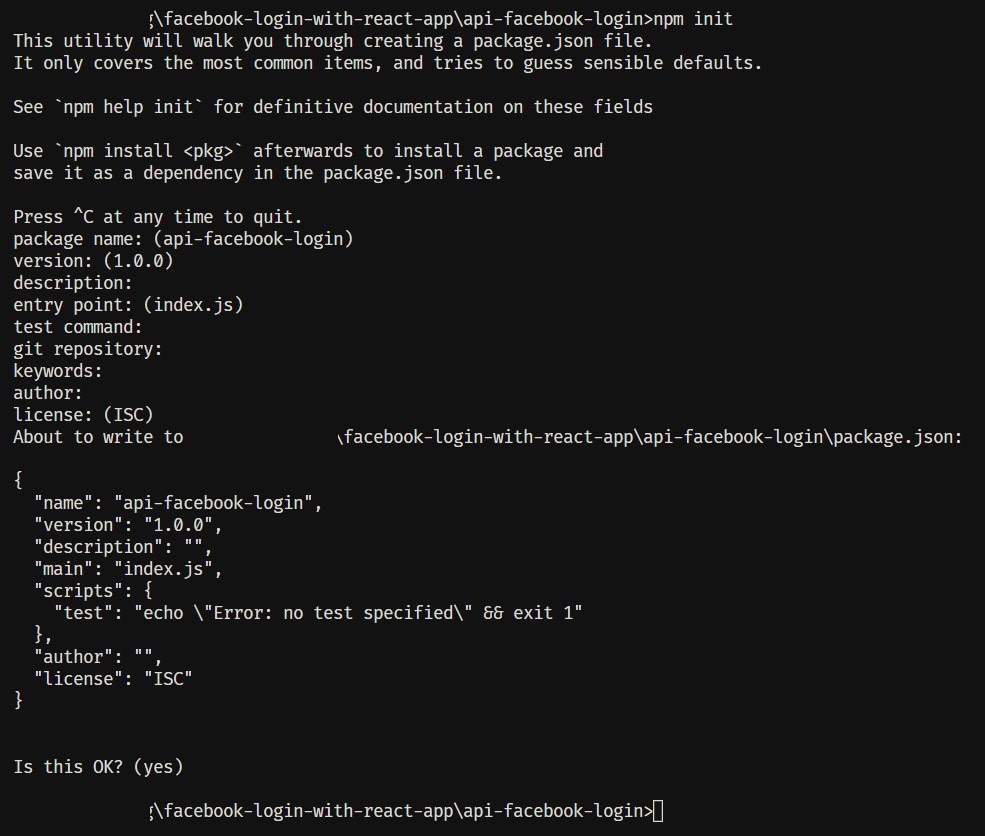 \facebook-login-with-react-app\api-facebook-login>npm init
This utility will walk you through creating a package.json file.
It only covers the most common items, and tries to guess sensible defaults.

See `npm help init` for definitive documentation on these fields

Use `npm install <pkg>` afterwards to install a package and
save it as a dependency in the package.json file.

Press ^C at any time to quit.
package name: (api-facebook-login)
version: (1.0.0)
description:
entry point: (index.js)
test command:
git repository:
keywords:
author:
license: (ISC)
About to write to \facebook-login-with-react-app\api-facebook-login\package.json:

{
  "name": "api-facebook-login",
  "version": "1.0.0",
  "description": "",
  "main": "index.js",
  "scripts": {
    "test": "echo \"Error: no test specified\" && exit 1"
  },
  "author": "",
  "license": "ISC"
}

Is this OK? (yes)

\facebook-login-with-react-app\api-facebook-login>